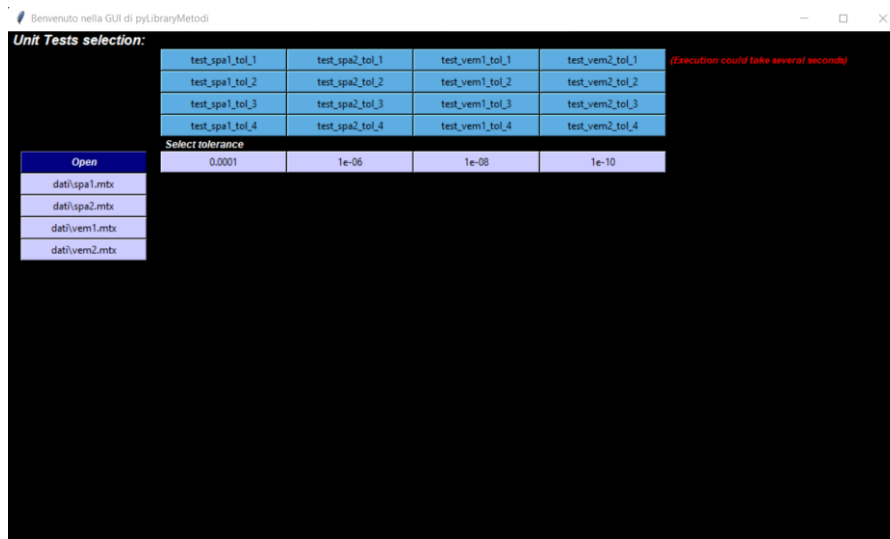 Benvenuto nella GUI di pyLibraryMetodi
Unit Tests selection:
test_spa1_tol_1 test_spa2_tol_1 test_vem1_tol_1 test_vem2_tol_1 (Execution could take several seconds)
test_spa1_tol_2 test_spa2_tol_2 test_vem1_tol_2 test_vem2_tol_2
test_spa1_tol_3 test_spa2_tol_3 test_vem1_tol_3 test_vem2_tol_3
test_spa1_tol_4 test_spa2_tol_4 test_vem1_tol_4 test_vem2_tol_4
Select tolerance
Open 0.0001 1e-06 1e-08 1e-10
dati\spa1.mtx
dati\spa2.mtx
dati\vem1.mtx
dati\vem2.mtx